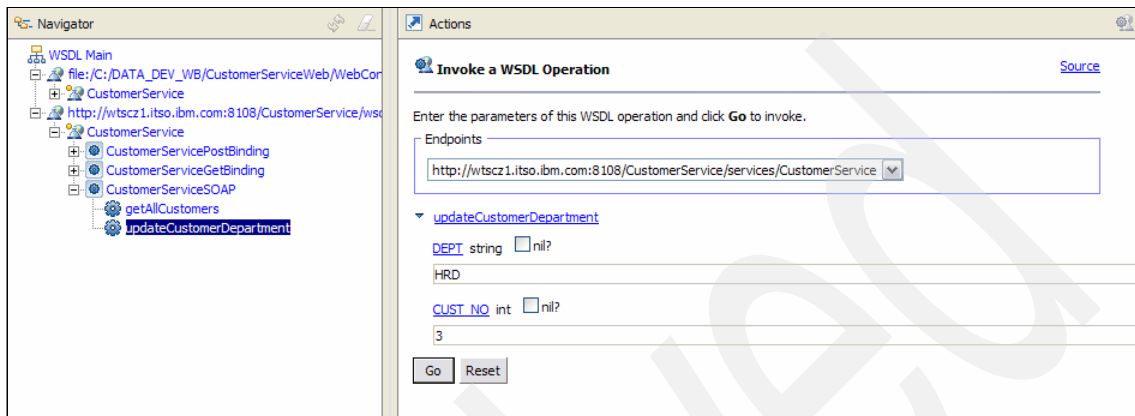 Navigator
WSDL Main
file:/C:/DATA_DEV_WB/CustomerServiceWeb/WebCon
CustomerService
http://wtscz1.itso.ibm.com:8108/CustomerService/wsd
CustomerService
CustomerServicePostBinding
CustomerServiceGetBinding
CustomerServiceSOAP
getAllCustomers
updateCustomerDepartment
Actions
Invoke a WSDL Operation
Source
Enter the parameters of this WSDL operation and click Go to invoke.
Endpoints
http://wtscz1.itso.ibm.com:8108/CustomerService/services/CustomerService
updateCustomerDepartment
DEPT string nil?
HRD
CUST_NO int nil?
3
Go Reset